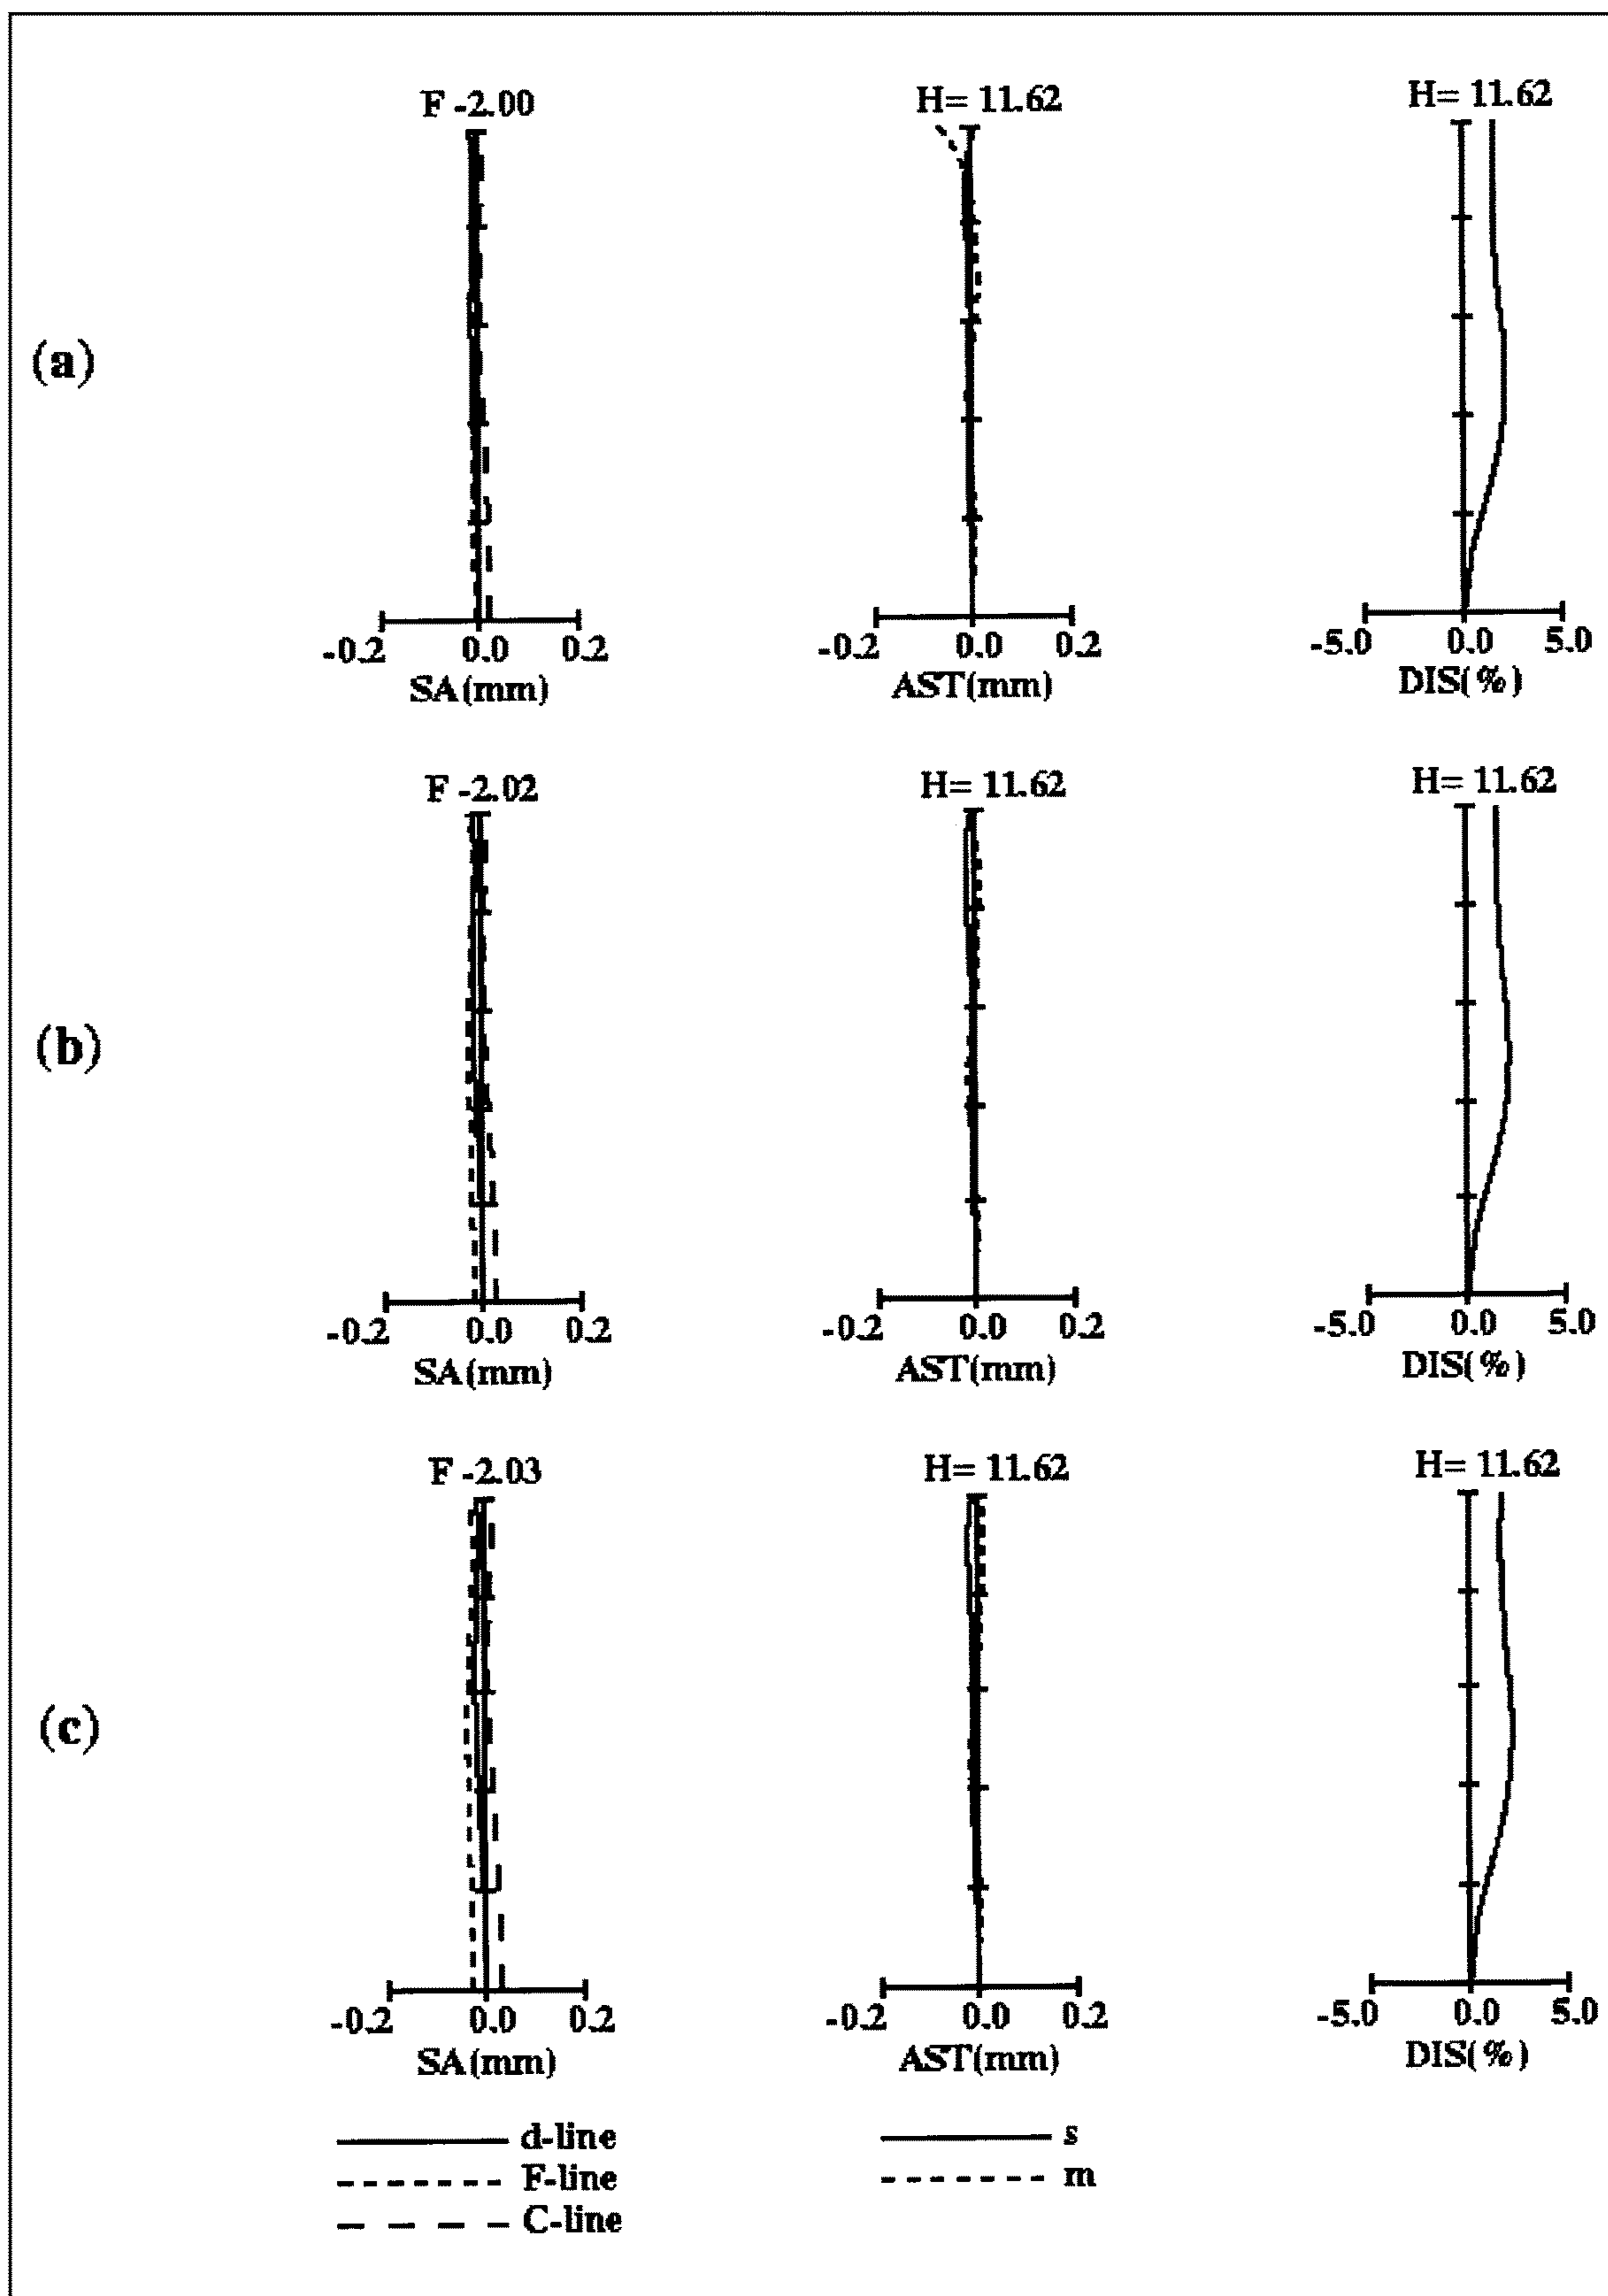 F -2.00 H= 11.62 H= 11.62
(a)
-0.2 0.0 0.2 -0.2 0.0 0.2 -5.0 0.0 5.0
SA(mm) AST(mm) DIS(%)
F -2.02 H= 11.62 H= 11.62
(b)
-0.2 0.0 0.2 -0.2 0.0 0.2 -5.0 0.0 5.0
SA(mm) AST(mm) DIS(%)
F -2.03 H= 11.62 H= 11.62
(c)
-0.2 0.0 0.2 -0.2 0.0 0.2 -5.0 0.0 5.0
SA(mm) AST(mm) DIS(%)
d-line s
F-line m
C-line